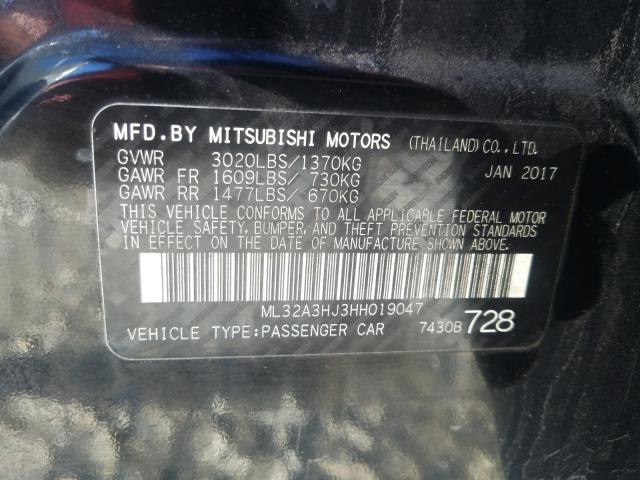 MFD.BY MITSUBISHI MOTORS (THAILAND)CO.,LTD.
GVWR 3020LBS/1370KG JAN 2017
GAWR FR 1609LBS/ 730KG
GAWR RR 1477LBS/ 670KG
THIS VEHICLE CONFORMS TO ALL APPLICABLE FEDERAL MOTOR
VEHICLE SAFETY, BUMPER, AND THEFT PREVENTION STANDARDS
IN EFFECT ON THE DATE OF MANUFACTURE SHOWN ABOVE.
ML32A3HJ3HH019047
VEHICLE TYPE:PASSENGER CAR 7430B 728